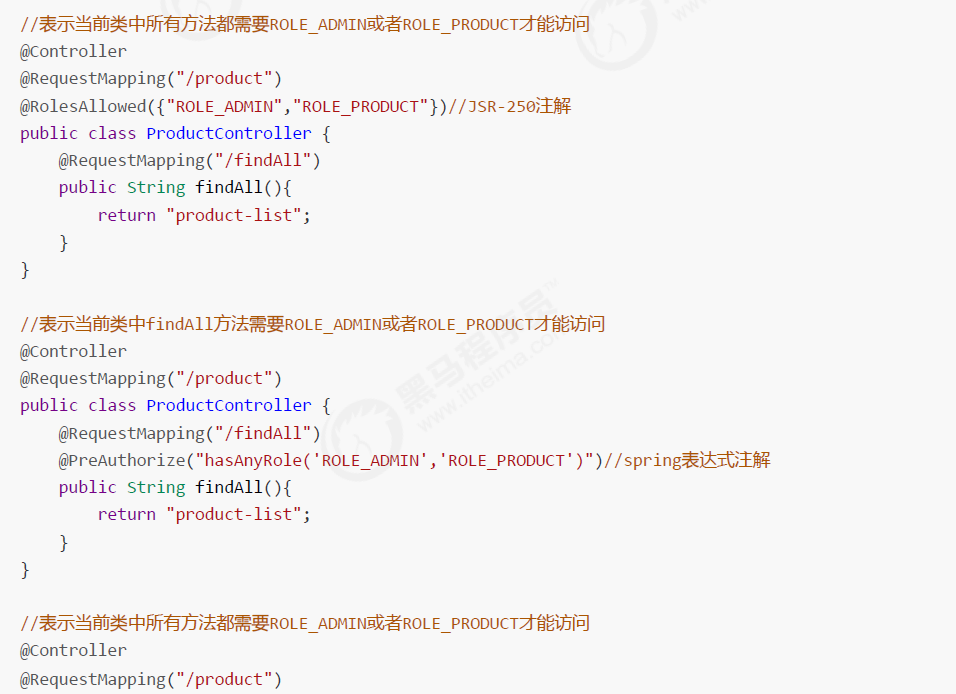 //表示当前类中所有方法都需要ROLE_ADMIN或者ROLE_PRODUCT才能访问
@Controller
@RequestMapping("/product")
@RolesAllowed({"ROLE_ADMIN","ROLE_PRODUCT"})//JSR-250注解
public class ProductController {
    @RequestMapping("/findAll")
    public String findAll(){
        return "product-list";
    }
}

//表示当前类中findAll方法需要ROLE_ADMIN或者ROLE_PRODUCT才能访问
@Controller
@RequestMapping("/product")
public class ProductController {
    @RequestMapping("/findAll")
    @PreAuthorize("hasAnyRole('ROLE_ADMIN','ROLE_PRODUCT')")//spring表达式注解
    public String findAll(){
        return "product-list";
    }
}

//表示当前类中所有方法都需要ROLE_ADMIN或者ROLE_PRODUCT才能访问
@Controller
@RequestMapping("/product")
黑马程序员
www.itheima.com